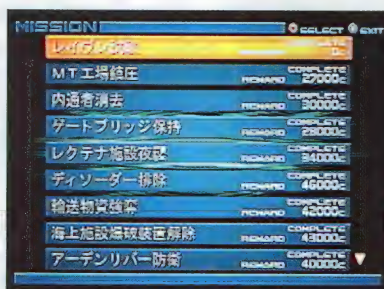 MISSION SELECT EXIT
COMPLETE
0c
MT工場鎮圧 COMPLETE
REWARD 27000c
内通者消去 COMPLETE
REWARD 30000c
ゲートブリッジ保持 COMPLETE
REWARD 28000c
レクテナ施設夜襲 COMPLETE
REWARD 34000c
ディソーダー排除 COMPLETE
REWARD 46000c
輸送物資強奪 COMPLETE
REWARD 42000c
海上施設爆破装置解除 COMPLETE
REWARD 43000c
アーデンリバー防衛 COMPLETE
REWARD 40000c